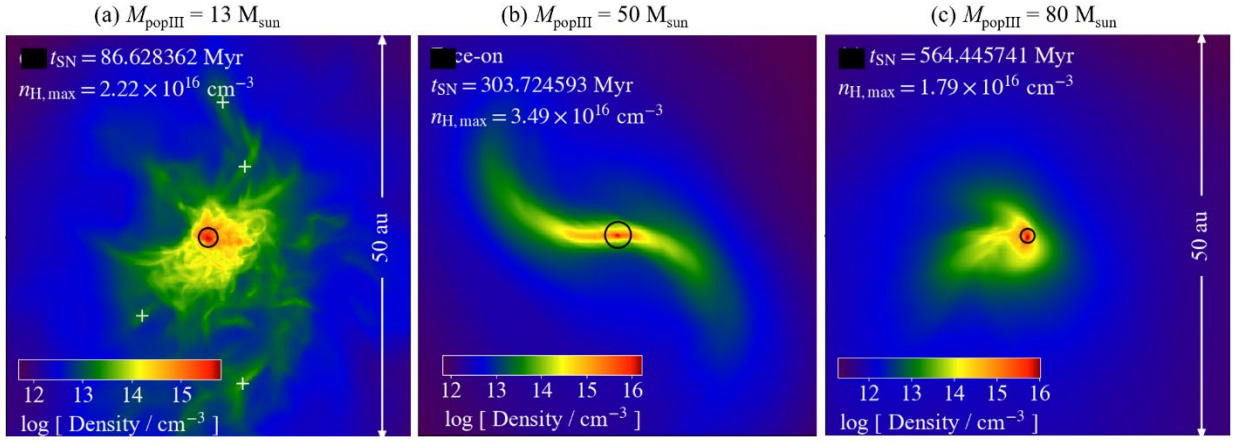 (a) M_popIII = 13 M_sun
t_SN = 86.628362 Myr
n_H, max = 2.22 × 10^16 cm^−3
50 au
12 13 14 15
log [ Density / cm^−3 ]
(b) M_popIII = 50 M_sun
ce-on
t_SN = 303.724593 Myr
n_H, max = 3.49 × 10^16 cm^−3
12 13 14 15 16
log [ Density / cm^−3 ]
(c) M_popIII = 80 M_sun
t_SN = 564.445741 Myr
n_H, max = 1.79 × 10^16 cm^−3
50 au
12 13 14 15 16
log [ Density / cm^−3 ]